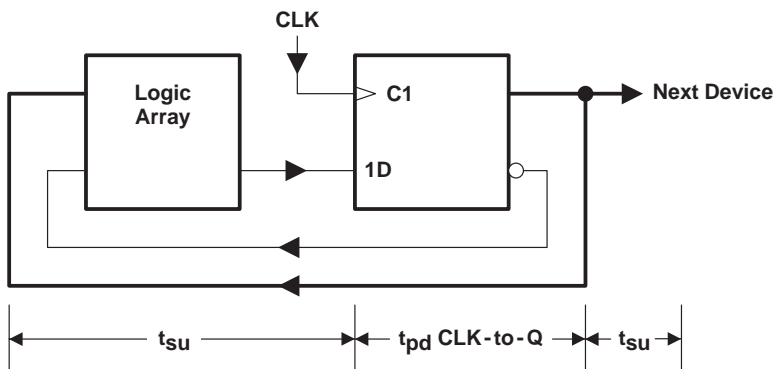 CLK
Logic
Array
C1
1D
Next Device
tsu
tpd CLK-to-Q
tsu